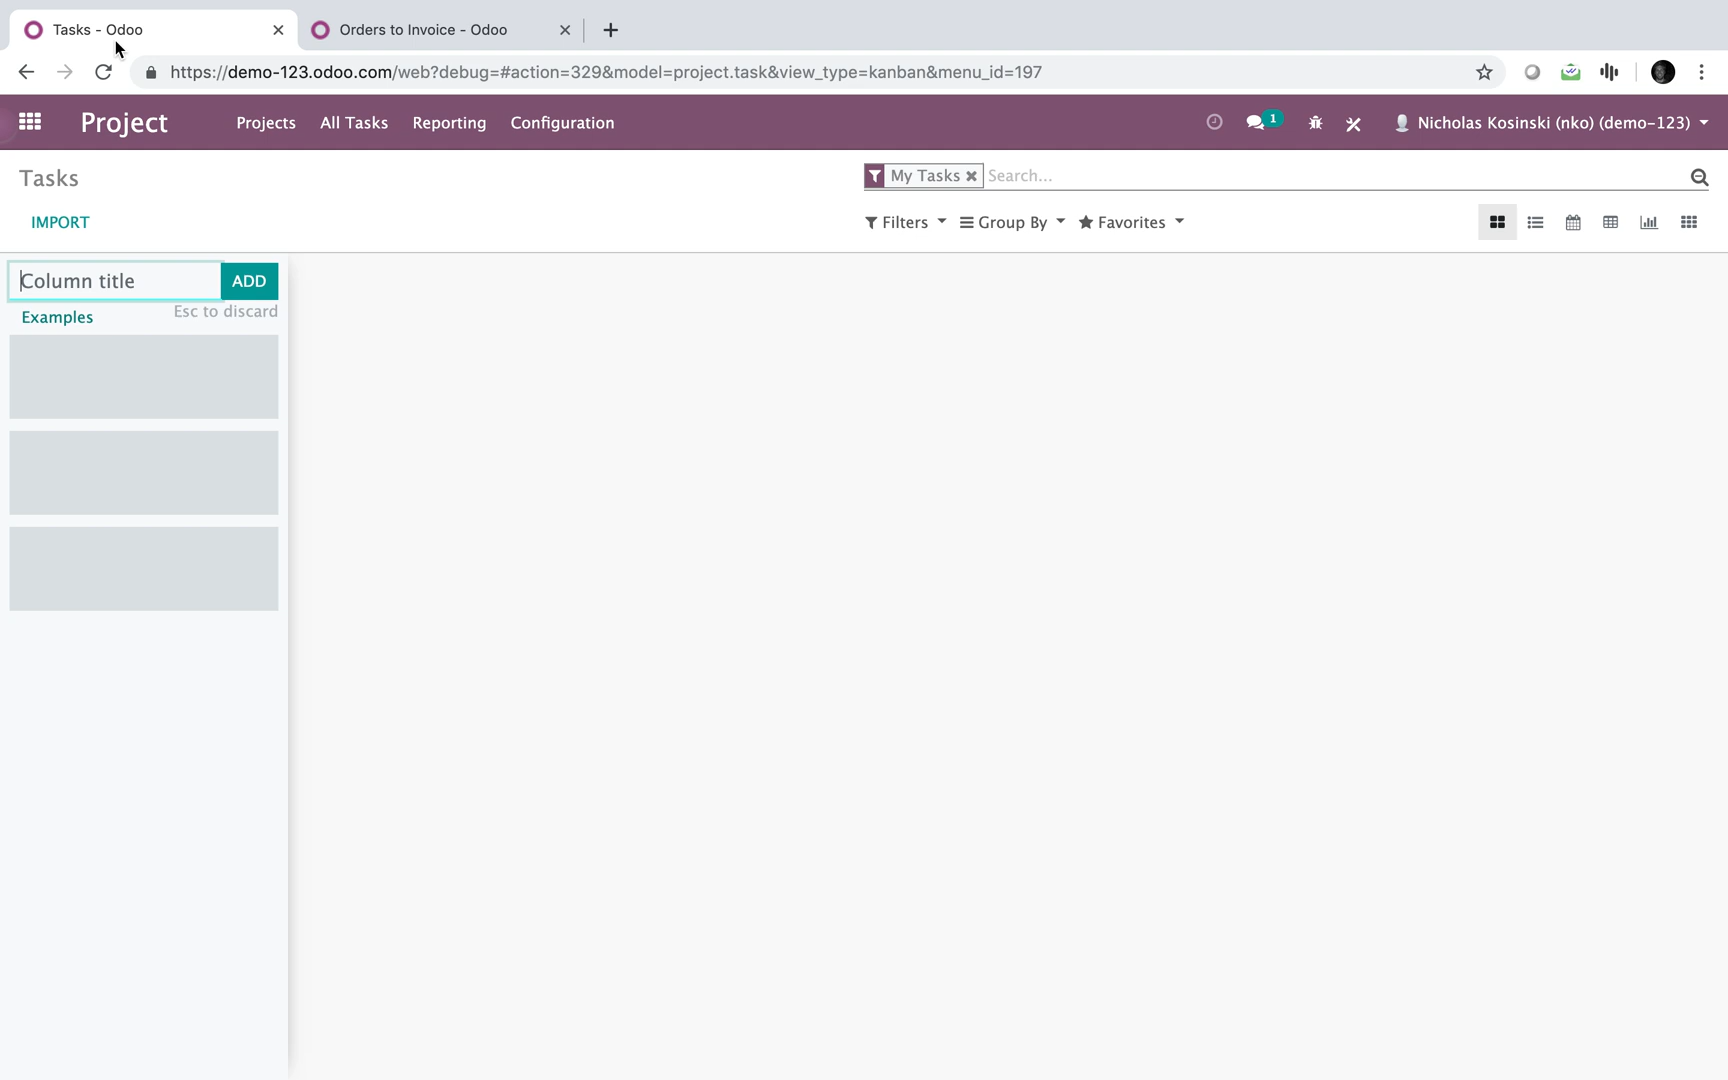 Tasks - Odoo
Orders to Invoice - Odoo
https://demo-123.odoo.com/web?debug=#action=329&model=project.task&view_type=kanban&menu_id=197
Project
Projects
All Tasks
Reporting
Configuration
1
Nicholas Kosinski (nko) (demo-123)
Tasks
My Tasks
Search...
IMPORT
Filters
Group By
Favorites
Column title
ADD
Examples
Esc to discard